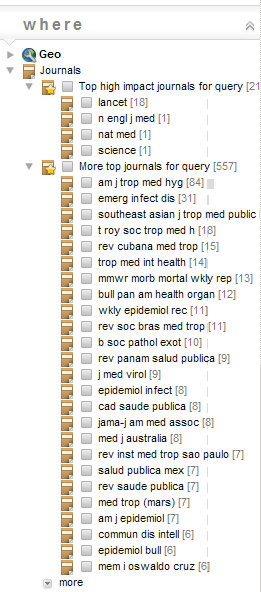 where
Geo
Journals
Top high impact journals for query [21
lancet [18]
n engl j med [1]
nat med [1]
science [1]
More top journals for query [557]
am j trop med hyg [84]
emerg infect dis [31]
southeast asian j trop med public
t roy soc trop med h [18]
rev cubana med trop [15]
trop med int health [14]
mmwr morb mortal wkly rep [13]
bull pan am health organ [12]
wkly epidemiol rec [11]
rev soc bras med trop [11]
b soc pathol exot [10]
rev panam salud publica [9]
j med virol [9]
epidemiol infect [8]
cad saude publica [8]
jama-j am med assoc [8]
med j australia [8]
rev inst med trop sao paulo [7]
salud publica mex [7]
rev saude publica [7]
med trop (mars) [7]
am j epidemiol [7]
commun dis intell [6]
epidemiol bull [6]
mem i oswaldo cruz [6]
more